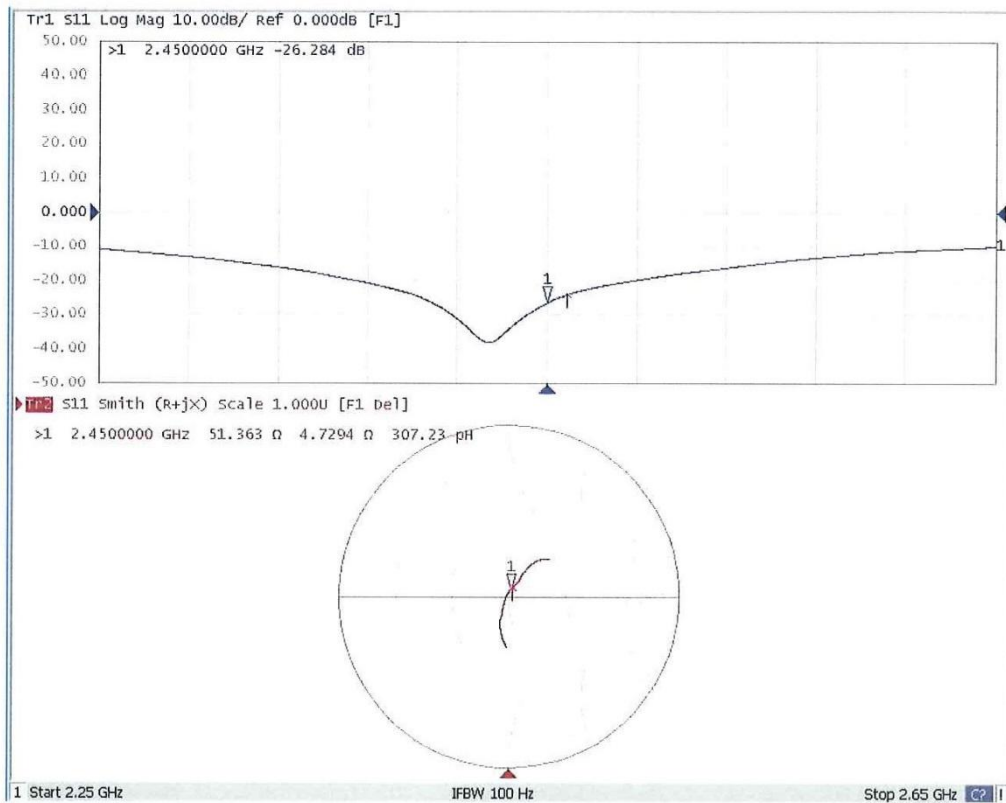 Tr1 S11 Log Mag 10.00dB/ Ref 0.000dB [F1]
50.00
>1 2.4500000 GHz -26.284 dB
40.00
30.00
20.00
10.00
0.000
-10.00
1
-20.00
1
-30.00
-40.00
-50.00
Tr2 S11 Smith (R+jX) Scale 1.000U [F1 Del]
>1 2.4500000 GHz 51.363 Ω 4.7294 Ω 307.23 pH
1
1 Start 2.25 GHz IFBW 100 Hz Stop 2.65 GHz C?